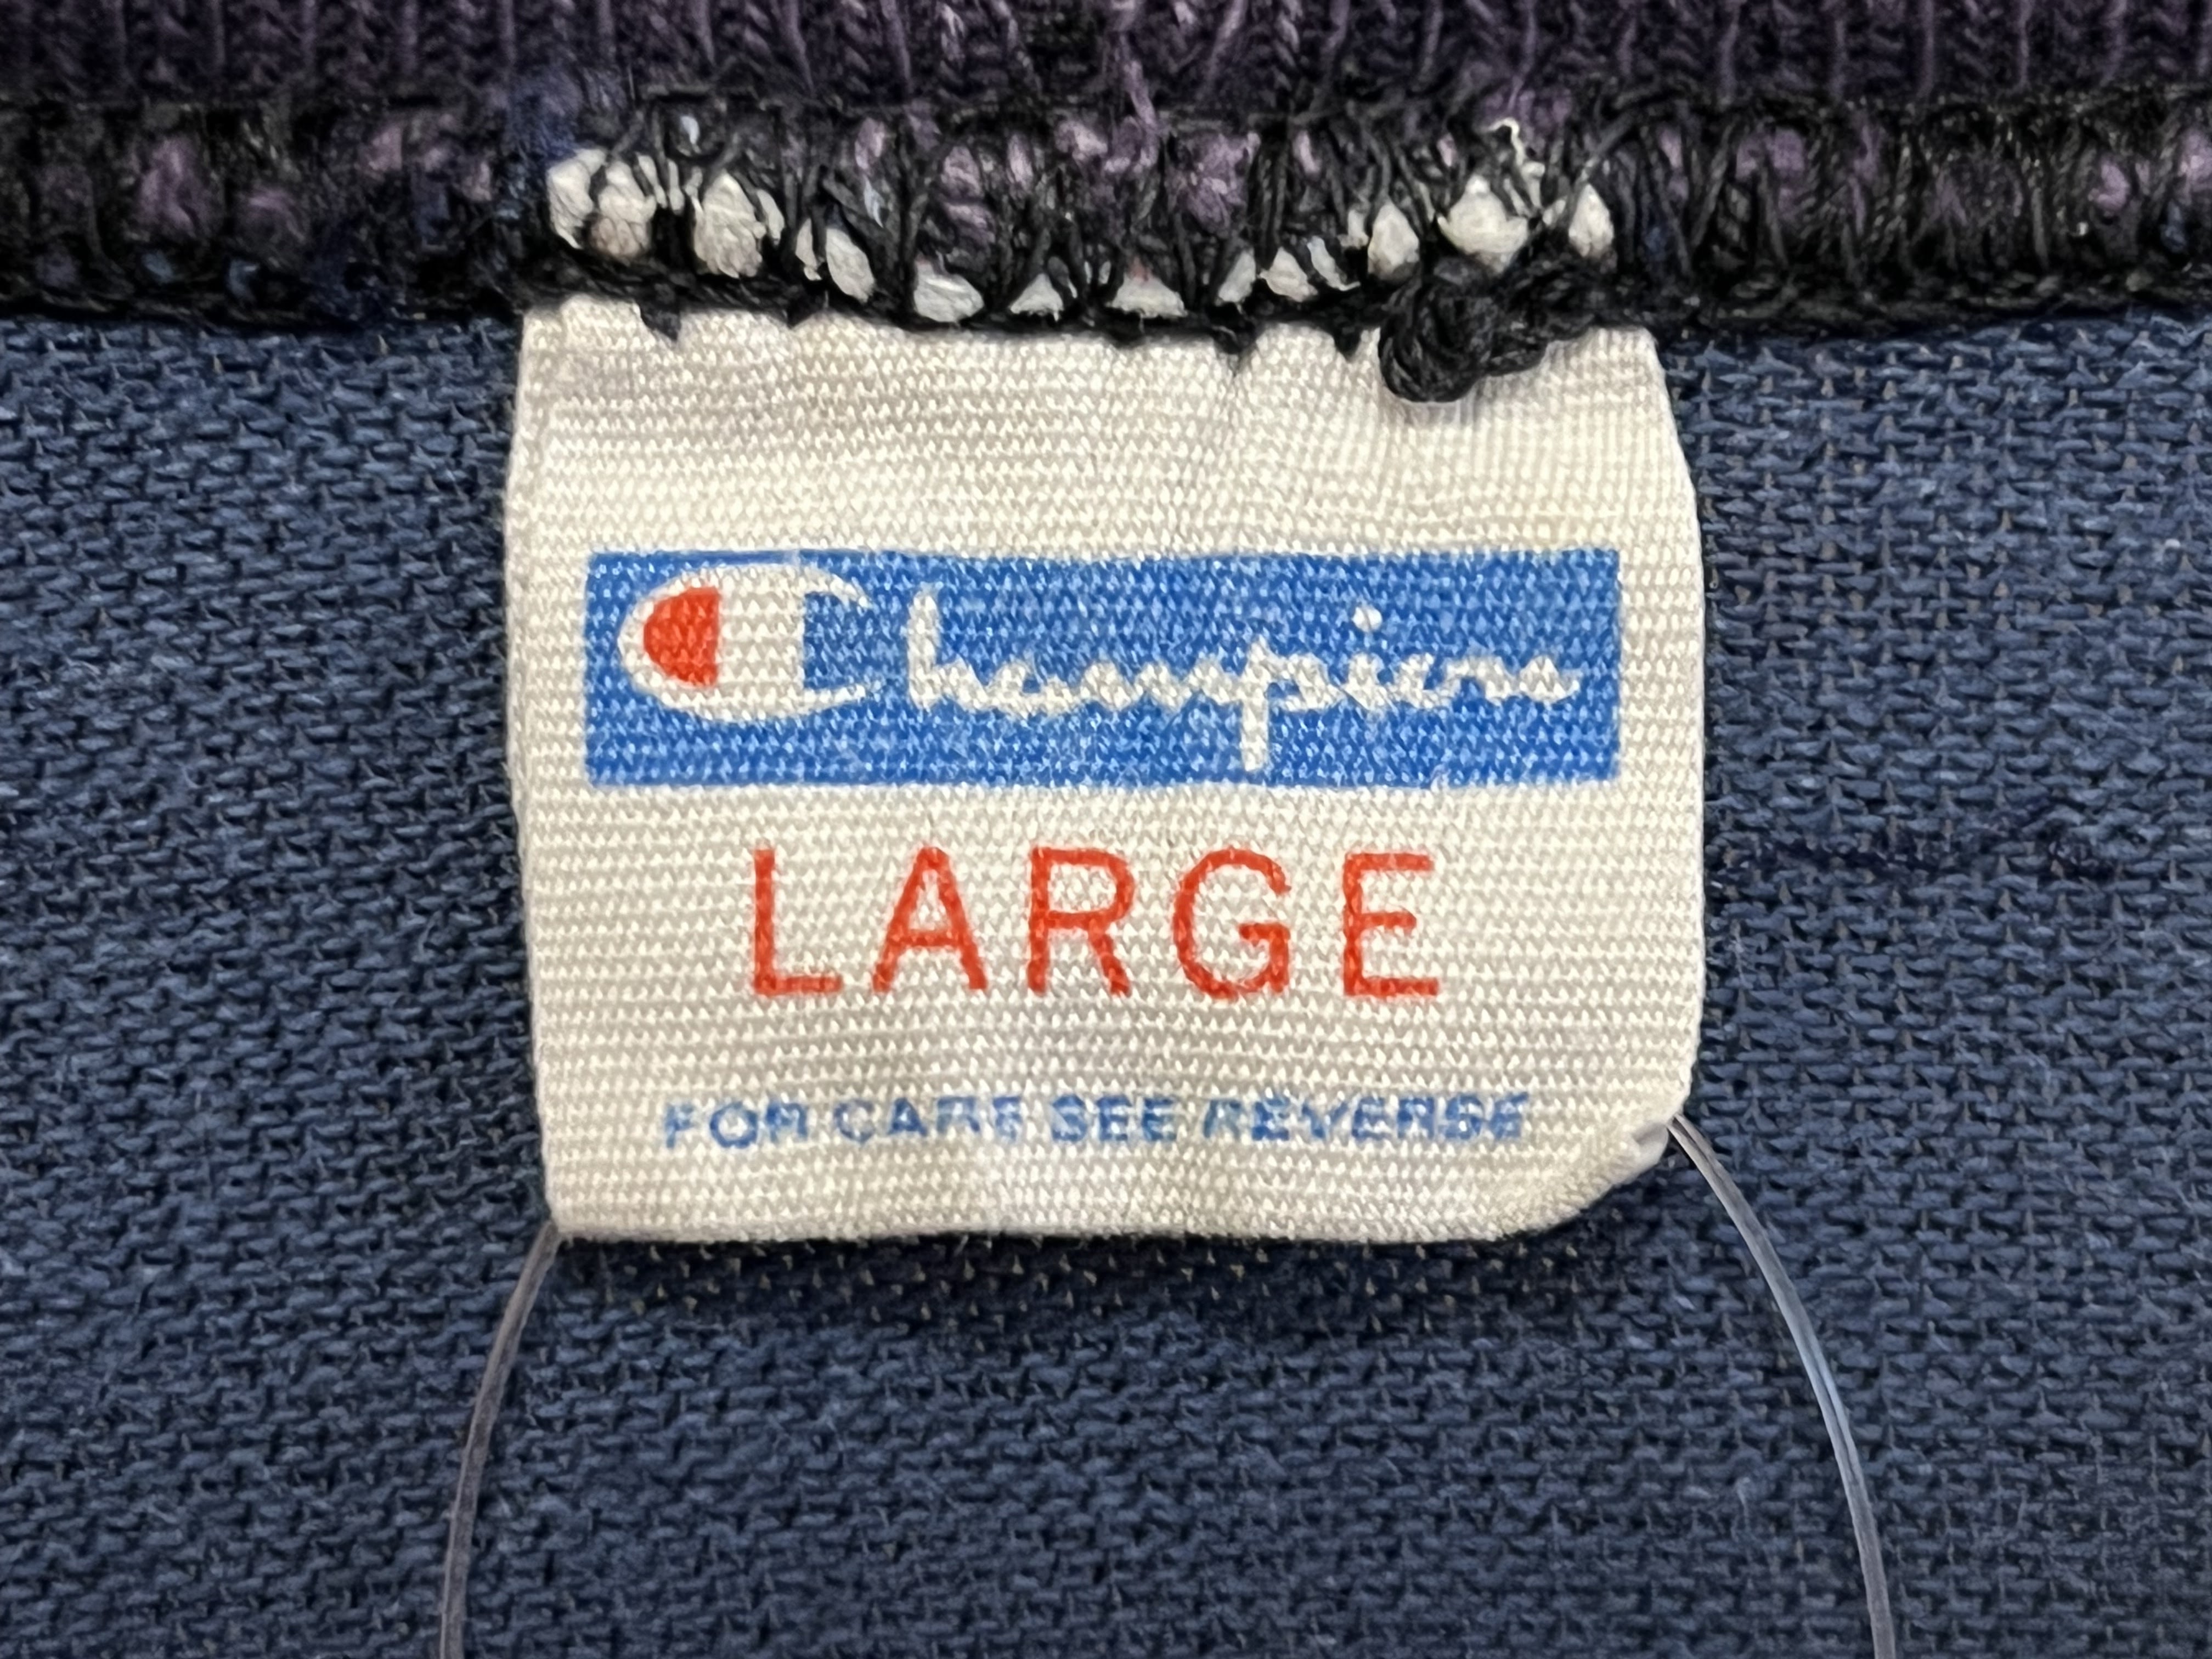 Champion
LARGE
FOR CARE SEE REVERSE